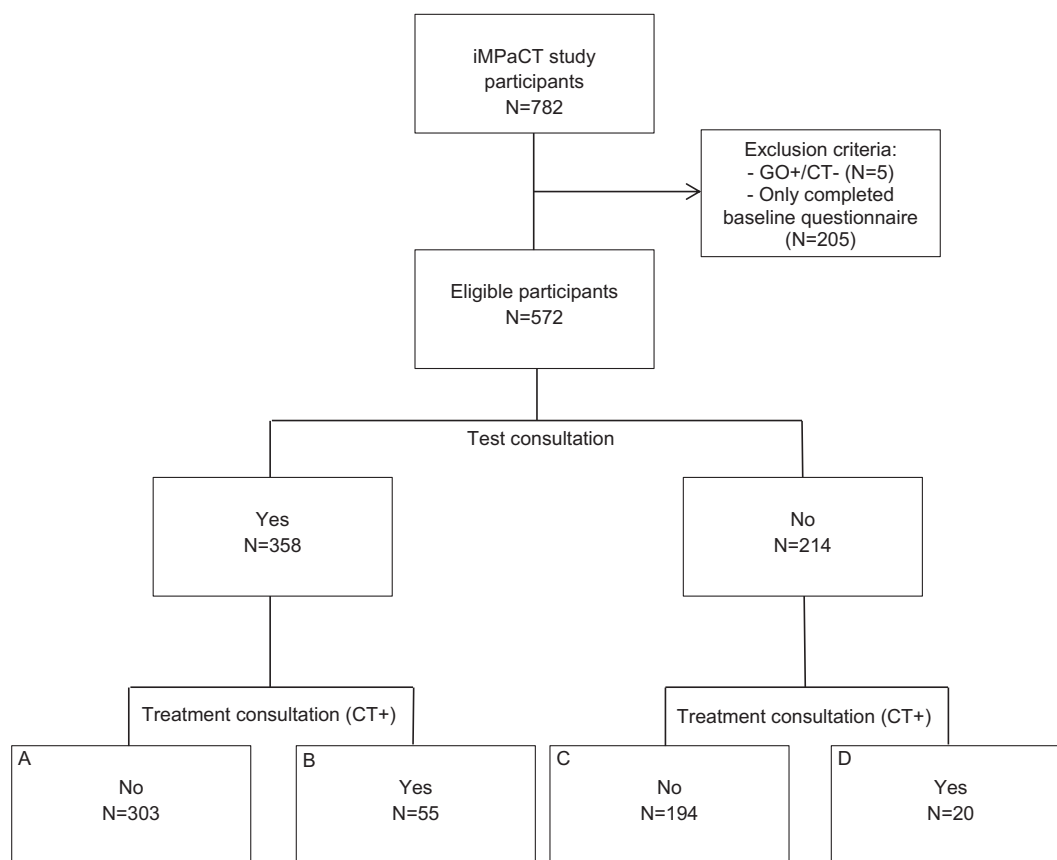 iMPaCT study
participants
N=782
Exclusion criteria:
- GO+/CT- (N=5)
- Only completed
baseline questionnaire
(N=205)
Eligible participants
N=572
Test consultation
Yes
N=358
No
N=214
Treatment consultation (CT+)
Treatment consultation (CT+)
A
No
N=303
B
Yes
N=55
C
No
N=194
D
Yes
N=20